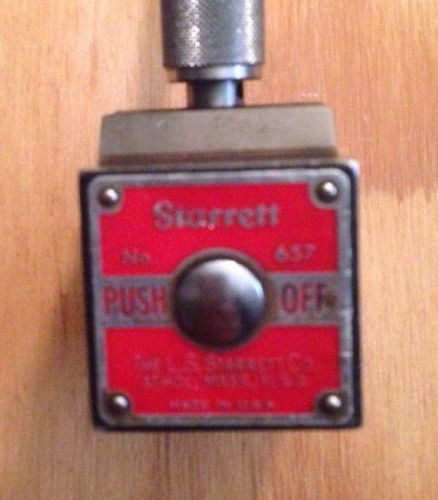 Starrett
No. 657
PUSH OFF
THE L.S. STARRETT CO.
ATHOL, MASS., U.S.A.
MADE IN U.S.A.